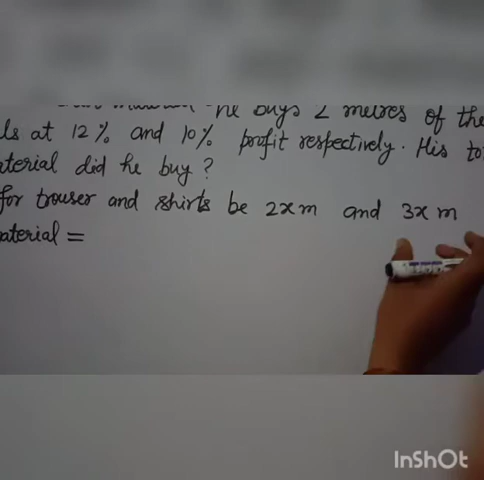 he buys 2 metres of the
ls at 12% and 10% profit respectively. His to
aterial did he buy?
for trouser and shirts be 2x m and 3x m
aterial =
InShOt